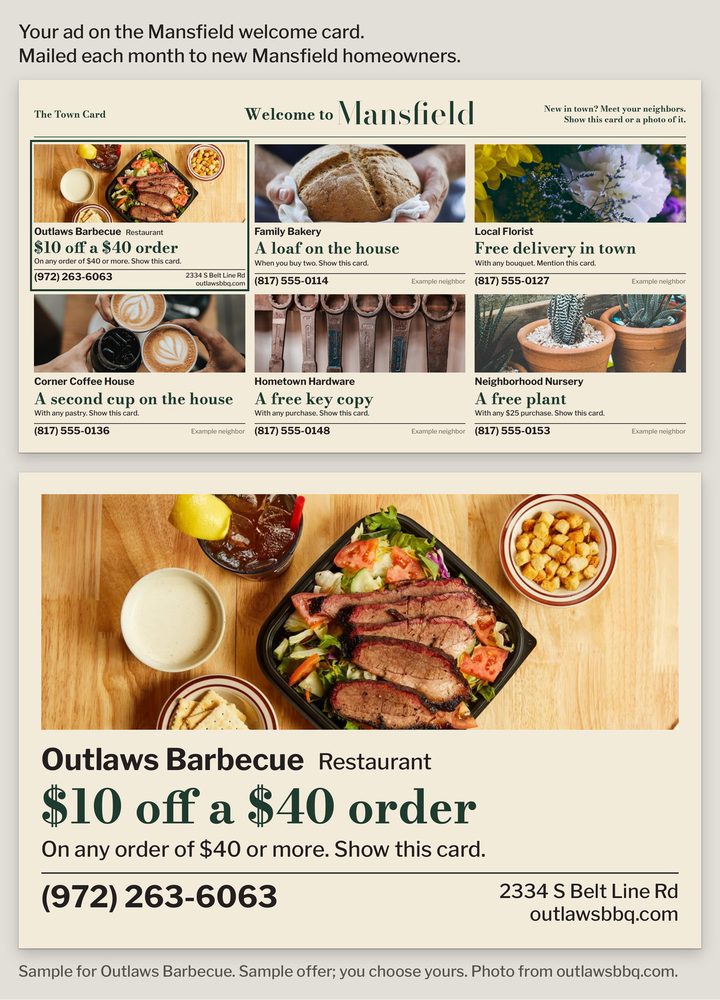 Your ad on the Mansfield welcome card.
Mailed each month to new Mansfield homeowners.
The Town Card
Welcome to Mansfield
New in town? Meet your neighbors.
Show this card or a photo of it.
Outlaws Barbecue Restaurant
$10 off a $40 order
On any order of $40 or more. Show this card.
(972) 263-6063
2334 S Belt Line Rd
outlawsbbq.com
Family Bakery
A loaf on the house
When you buy two. Show this card.
(817) 555-0114 Example neighbor
Local Florist
Free delivery in town
With any bouquet. Mention this card.
(817) 555-0127 Example neighbor
Corner Coffee House
A second cup on the house
With any pastry. Show this card.
(817) 555-0136 Example neighbor
Hometown Hardware
A free key copy
With any purchase. Show this card.
(817) 555-0148 Example neighbor
Neighborhood Nursery
A free plant
With any $25 purchase. Show this card.
(817) 555-0153 Example neighbor
Outlaws Barbecue Restaurant
$10 off a $40 order
On any order of $40 or more. Show this card.
(972) 263-6063
2334 S Belt Line Rd
outlawsbbq.com
Sample for Outlaws Barbecue. Sample offer; you choose yours. Photo from outlawsbbq.com.